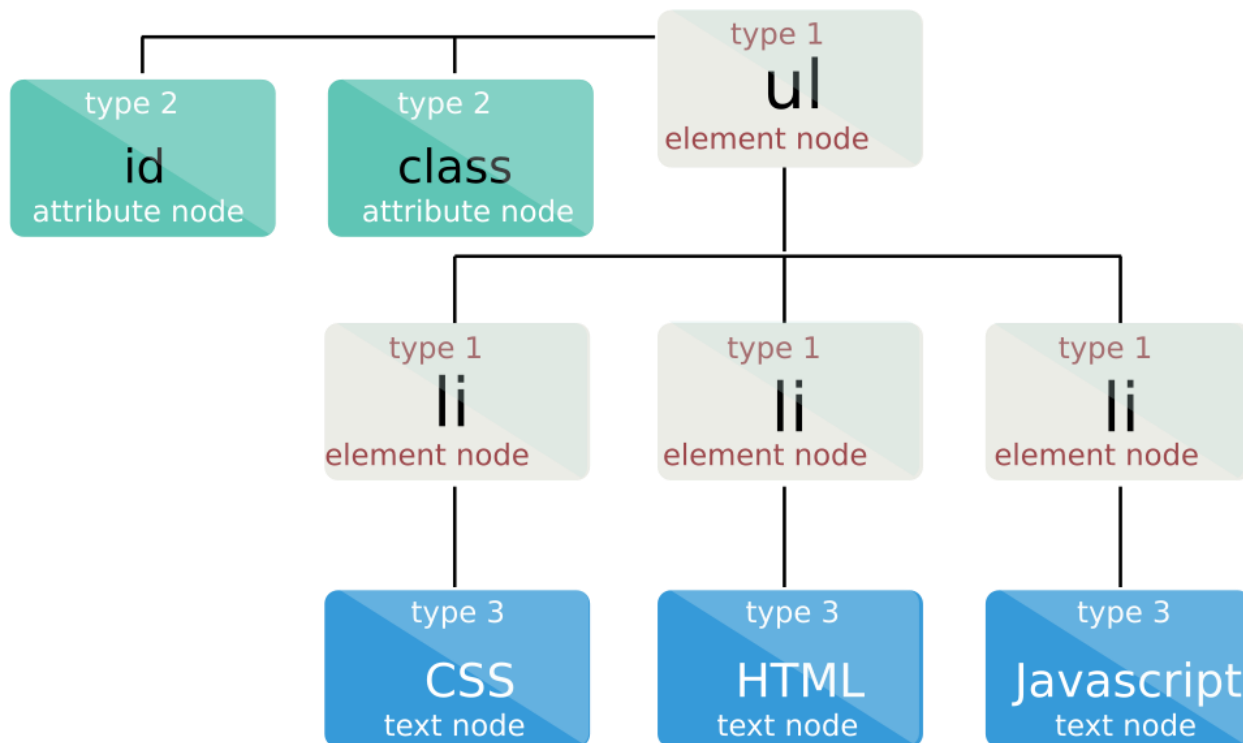 type 1
ul
element node
type 2
id
attribute node
type 2
class
attribute node
type 1
li
element node
type 1
li
element node
type 1
li
element node
type 3
CSS
text node
type 3
HTML
text node
type 3
Javascript
text node